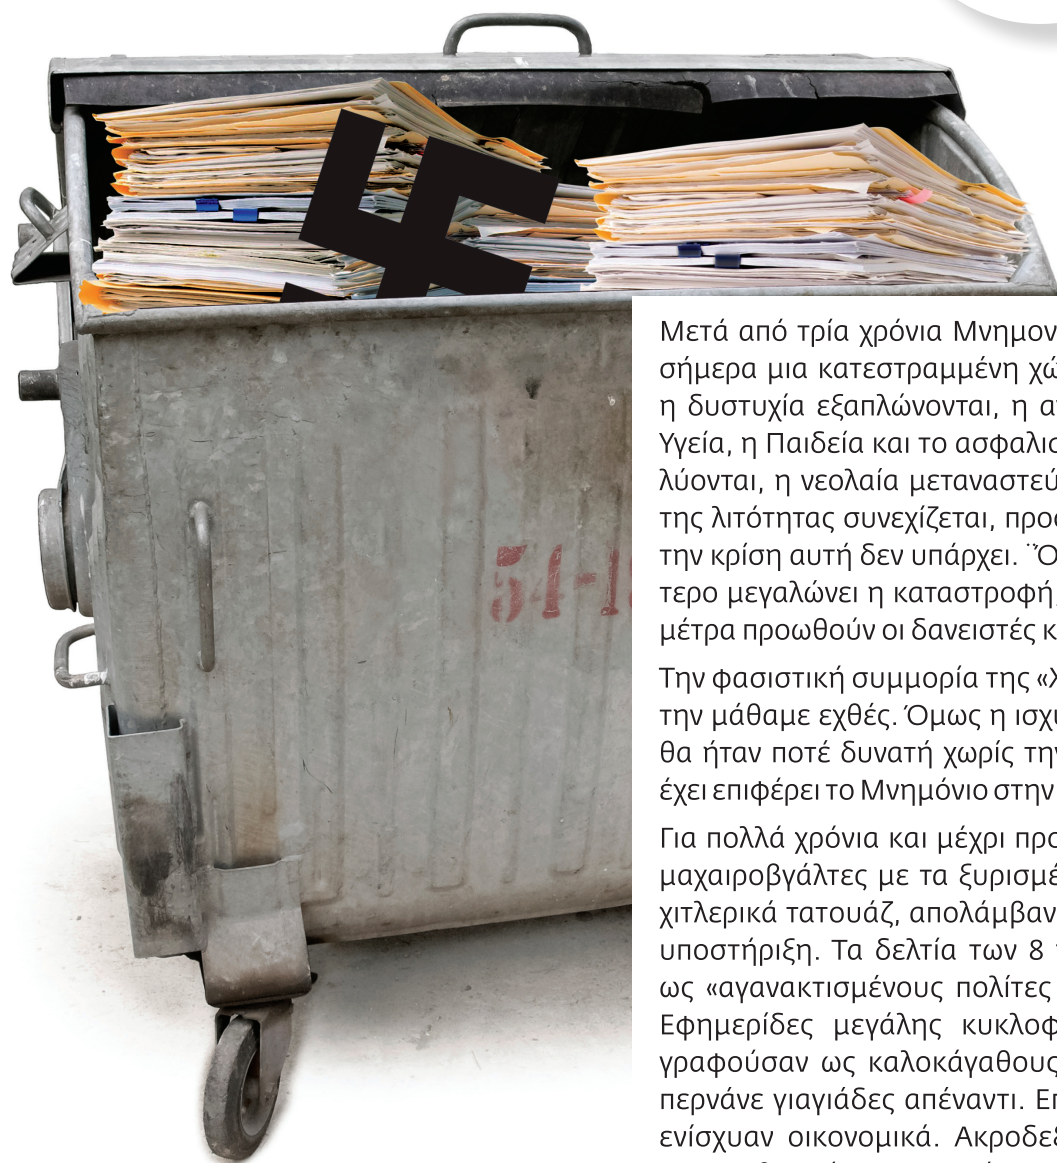 54-1
Μετά από τρία χρόνια Μνημον
σήμερα μια κατεστραμμένη χώ
η δυστυχία εξαπλώνονται, η α
Υγεία, η Παιδεία και το ασφαλισ
λύονται, η νεολαία μεταναστεύ
της λιτότητας συνεχίζεται, προσ
την κρίση αυτή δεν υπάρχει. ¨Ό
τερο μεγαλώνει η καταστροφή,
μέτρα προωθούν οι δανειστές κ
Την φασιστική συμμορία της «Χ
την μάθαμε εχθές. Όμως η ισχυ
θα ήταν ποτέ δυνατή χωρίς την
έχει επιφέρει το Μνημόνιο στην
Για πολλά χρόνια και μέχρι προ
μαχαιροβγάλτες με τα ξυρισμέ
χιτλερικά τατουάζ, απολάμβαν
υποστήριξη. Τα δελτία των 8
ως «αγανακτισμένους πολίτες
Εφημερίδες μεγάλης κυκλοφ
γραφούσαν ως καλοκάγαθους
περνάνε γιαγιάδες απέναντι. Επ
ενίσχυαν οικονομικά. Ακροδεξ